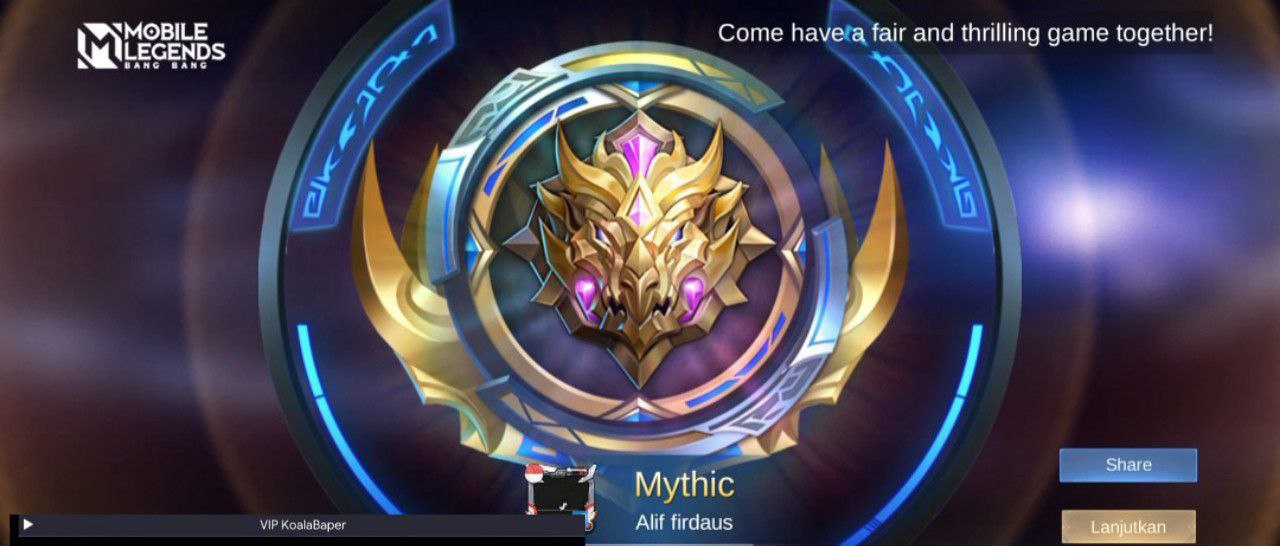 MOBILE
LEGENDS
BANG BANG
Come have a fair and thrilling game together!
Mythic
Alif firdaus
VIP KoalaBaper
Share
Lanjutkan